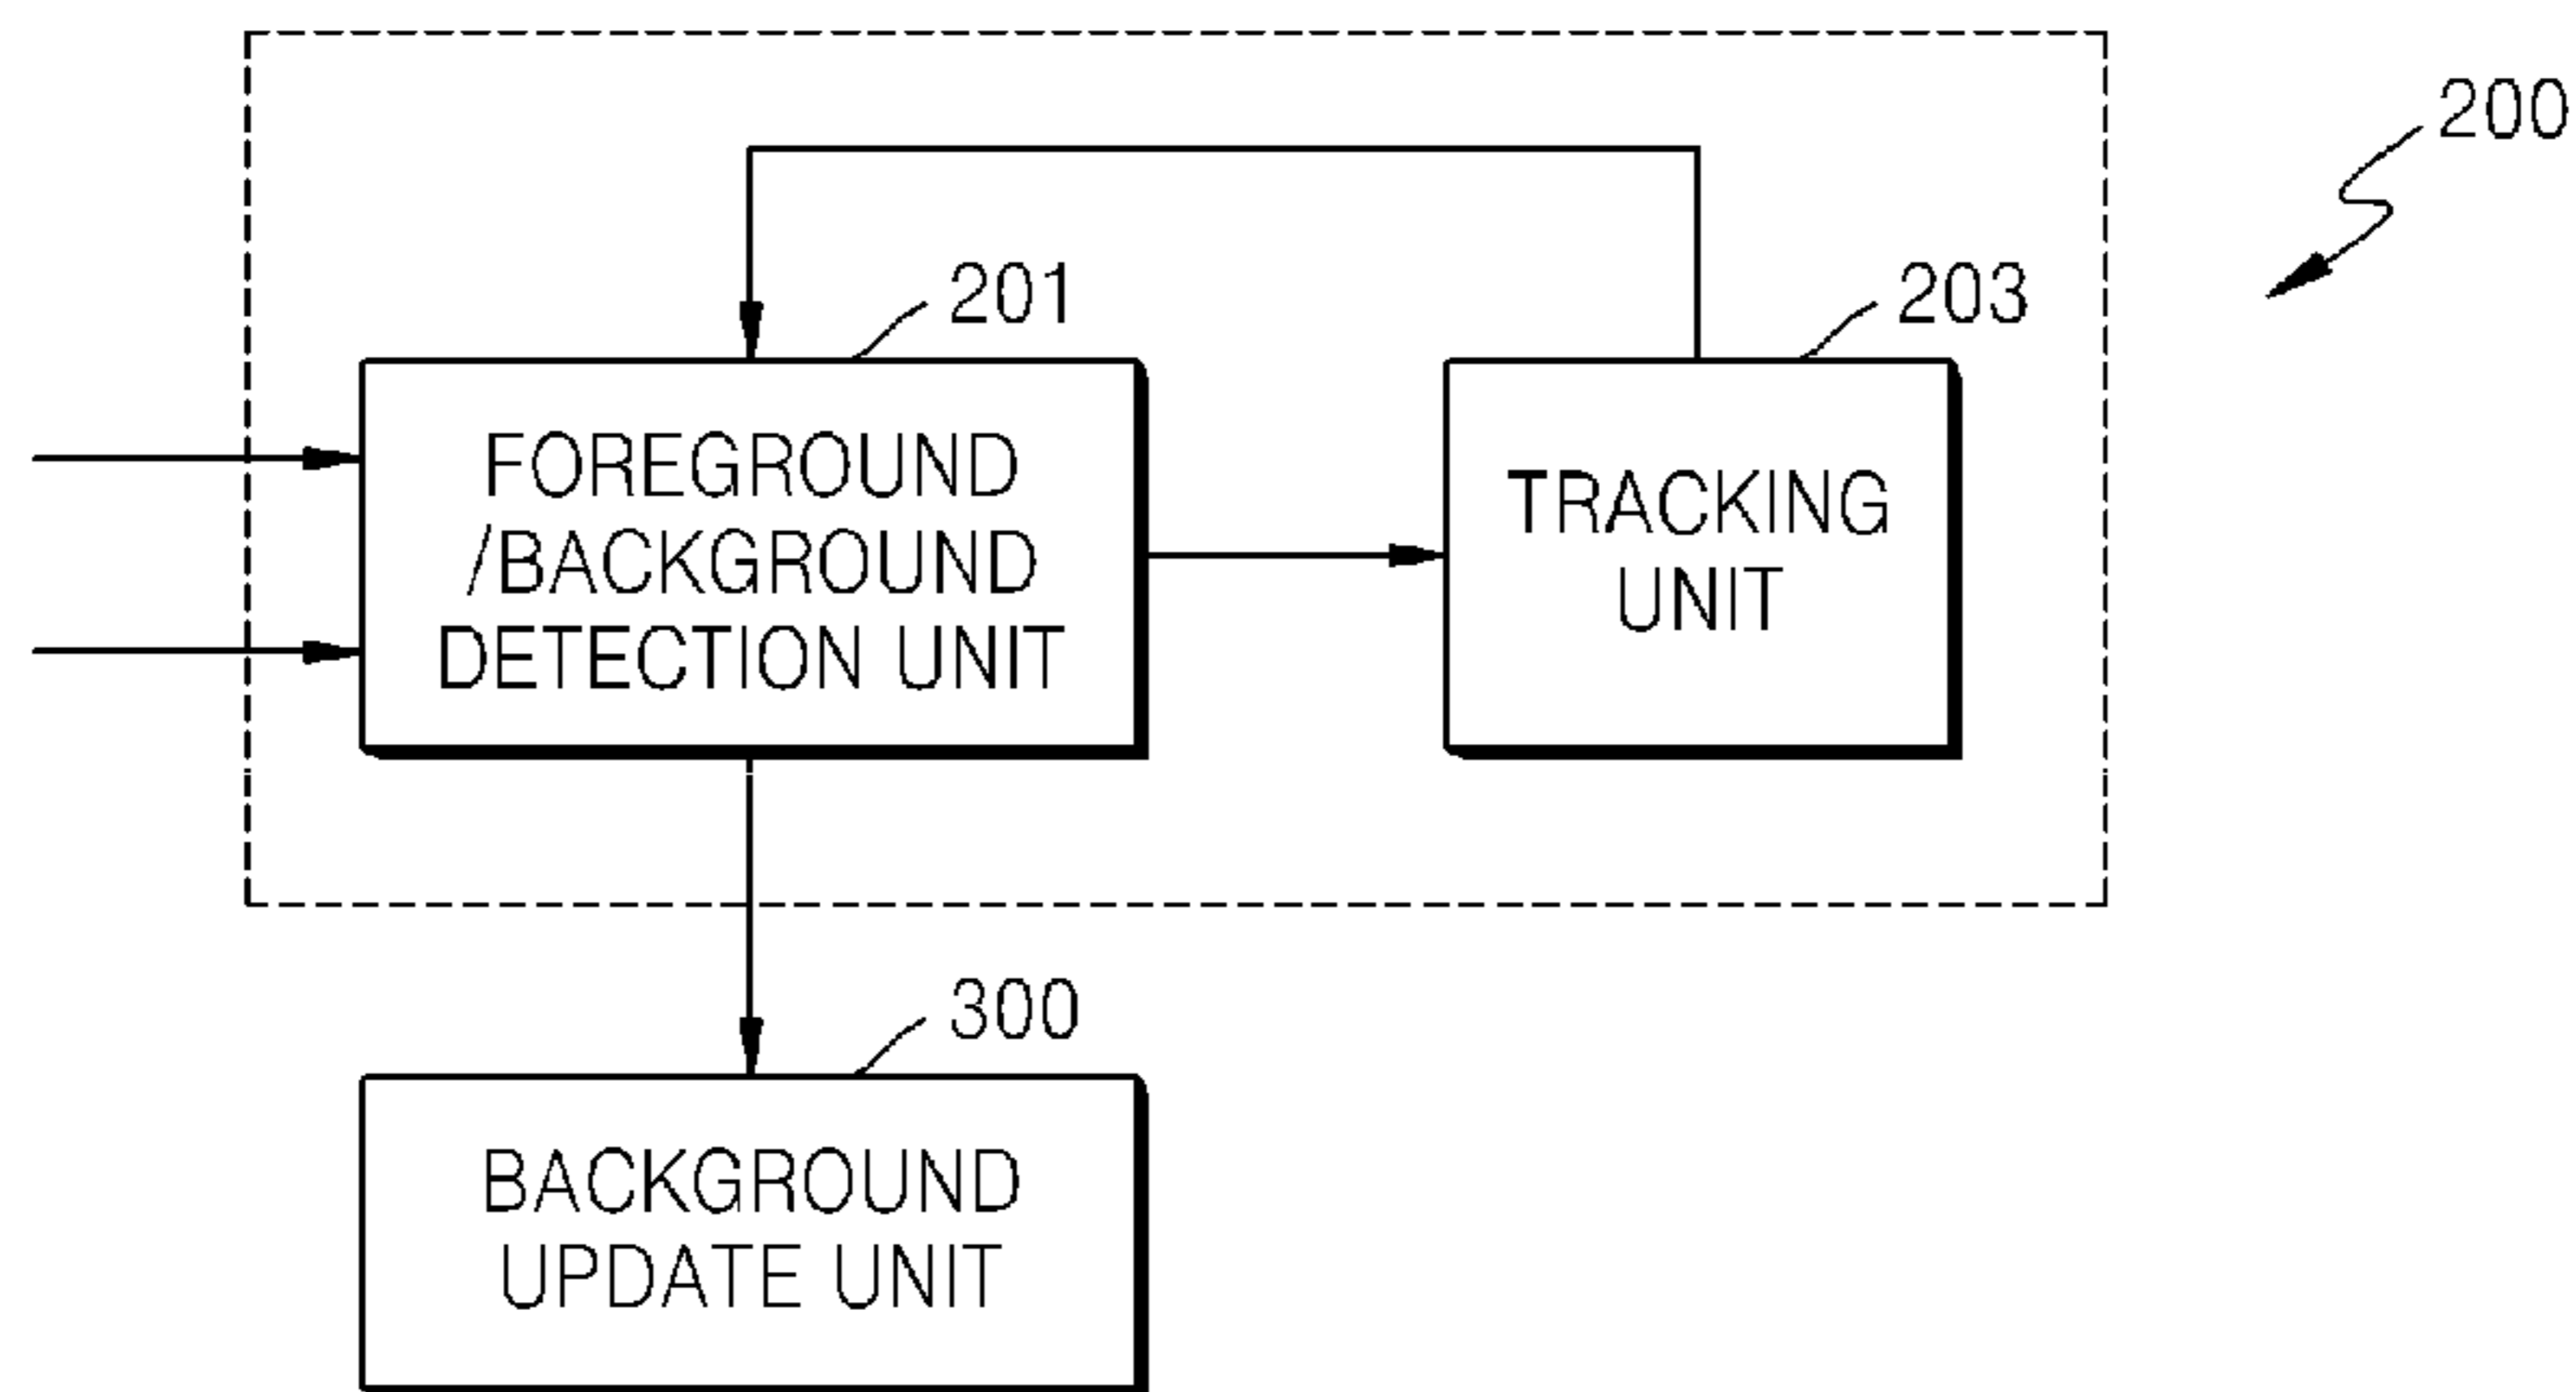 200
201
203
FOREGROUND
/BACKGROUND
DETECTION UNIT
TRACKING
UNIT
300
BACKGROUND
UPDATE UNIT